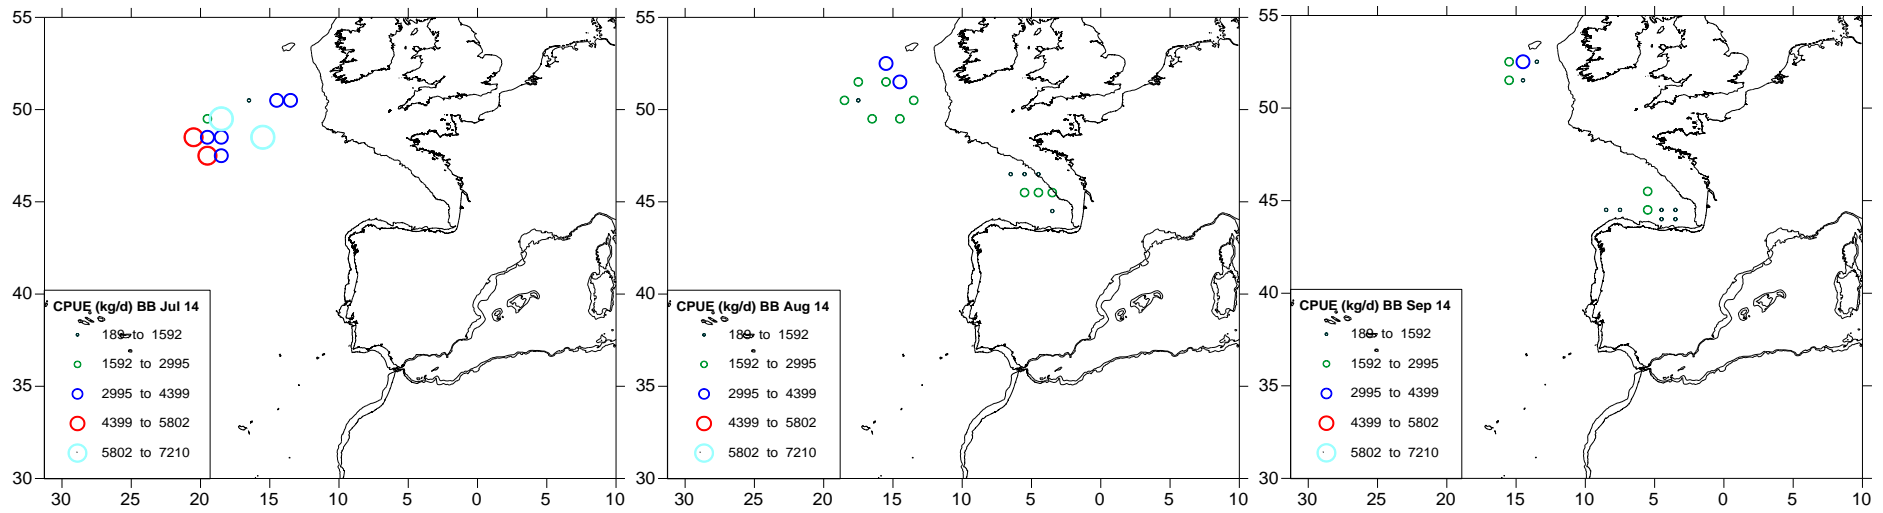 55
50
45
40
35
30
30 25 20 15 10 5 0 5 10
CPUE (kg/d) BB Jul 14
189 to 1592
1592 to 2995
2995 to 4399
4399 to 5802
5802 to 7210
55
50
45
40
35
30
30 25 20 15 10 5 0 5 10
CPUE (kg/d) BB Aug 14
189 to 1592
1592 to 2995
2995 to 4399
4399 to 5802
5802 to 7210
55
50
45
40
35
30
30 25 20 15 10 5 0 5 10
CPUE (kg/d) BB Sep 14
189 to 1592
1592 to 2995
2995 to 4399
4399 to 5802
5802 to 7210